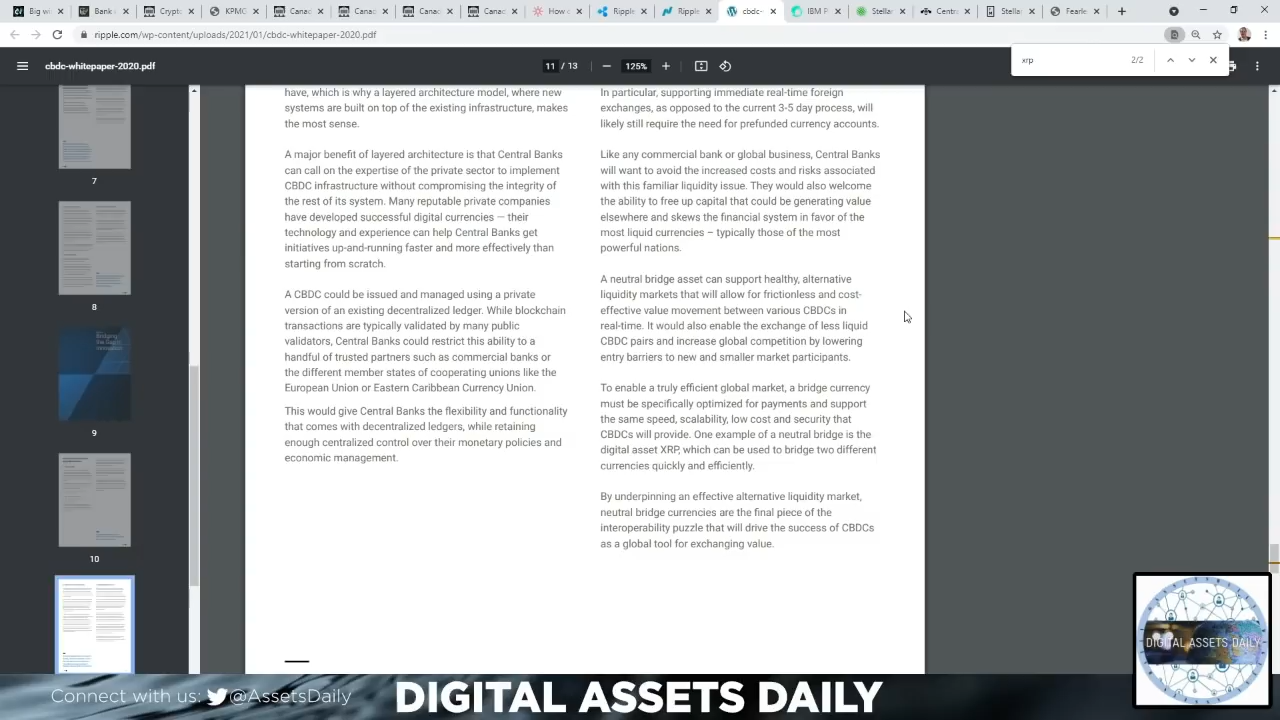 Big w
Banks
Crypto
KPMG
Canad
Canad
Canad
Canad
How c
Ripple
Ripple
cbdc-
IBM P
Stellar
Centr
Stella
Fearle
ripple.com/wp-content/uploads/2021/01/cbdc-whitepaper-2020.pdf
xrp
2/2
cbdc-whitepaper-2020.pdf
11 / 13
125%
7
8
9
10
have, which is why a layered architecture model, where new
systems are built on top of the existing infrastructure, makes
the most sense.
A major benefit of layered architecture is that Central Banks
can call on the expertise of the private sector to implement
CBDC infrastructure without compromising the integrity of
the rest of its system. Many reputable private companies
have developed successful digital currencies — their
technology and experience can help Central Banks get
initiatives up-and-running faster and more effectively than
starting from scratch.
A CBDC could be issued and managed using a private
version of an existing decentralized ledger. While blockchain
transactions are typically validated by many public
validators, Central Banks could restrict this ability to a
handful of trusted partners such as commercial banks or
the different member states of cooperating unions like the
European Union or Eastern Caribbean Currency Union.
This would give Central Banks the flexibility and functionality
that comes with decentralized ledgers, while retaining
enough centralized control over their monetary policies and
economic management.
In particular, supporting immediate real-time foreign
exchanges, as opposed to the current 3-5 day process, will
likely still require the need for prefunded currency accounts.
Like any commercial bank or global business, Central Banks
will want to avoid the increased costs and risks associated
with this familiar liquidity issue. They would also welcome
the ability to free up capital that could be generating value
elsewhere and skews the financial system in favor of the
most liquid currencies – typically those of the most
powerful nations.
A neutral bridge asset can support healthy, alternative
liquidity markets that will allow for frictionless and cost-
effective value movement between various CBDCs in
real-time. It would also enable the exchange of less liquid
CBDC pairs and increase global competition by lowering
entry barriers to new and smaller market participants.
To enable a truly efficient global market, a bridge currency
must be specifically optimized for payments and support
the same speed, scalability, low cost and security that
CBDCs will provide. One example of a neutral bridge is the
digital asset XRP, which can be used to bridge two different
currencies quickly and efficiently.
By underpinning an effective alternative liquidity market,
neutral bridge currencies are the final piece of the
interoperability puzzle that will drive the success of CBDCs
as a global tool for exchanging value.
DIGITAL ASSETS DAILY
Connect with us: @AssetsDaily
DIGITAL ASSETS DAILY